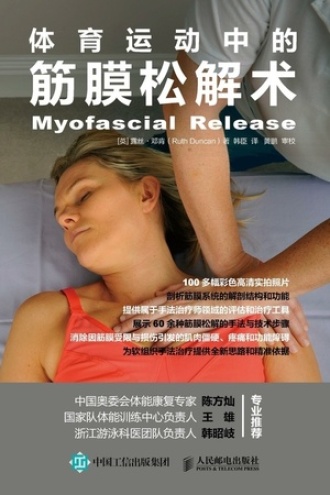 体育运动中的
筋膜松解术
Myofascial Release
[英] 露丝·邓肯（Ruth Duncan）著 韩臣 译 黄鹏 审校
100 多幅彩色高清实拍照片
剖析筋膜系统的解剖结构和功能
提供属于手法治疗师领域的评估和治疗工具
展示 60 余种筋膜松解的手法与技术步骤
消除因筋膜受限与损伤引发的肌肉僵硬、疼痛和功能障碍
为软组织手法治疗提供全新思路和精准依据
中国奥委会体能康复专家 陈方灿
国家队体能训练中心负责人 王雄
浙江游泳科医团队负责人 韩昭岐
专业推荐
中国工信出版集团
人民邮电出版社
POSTS & TELECOM PRESS